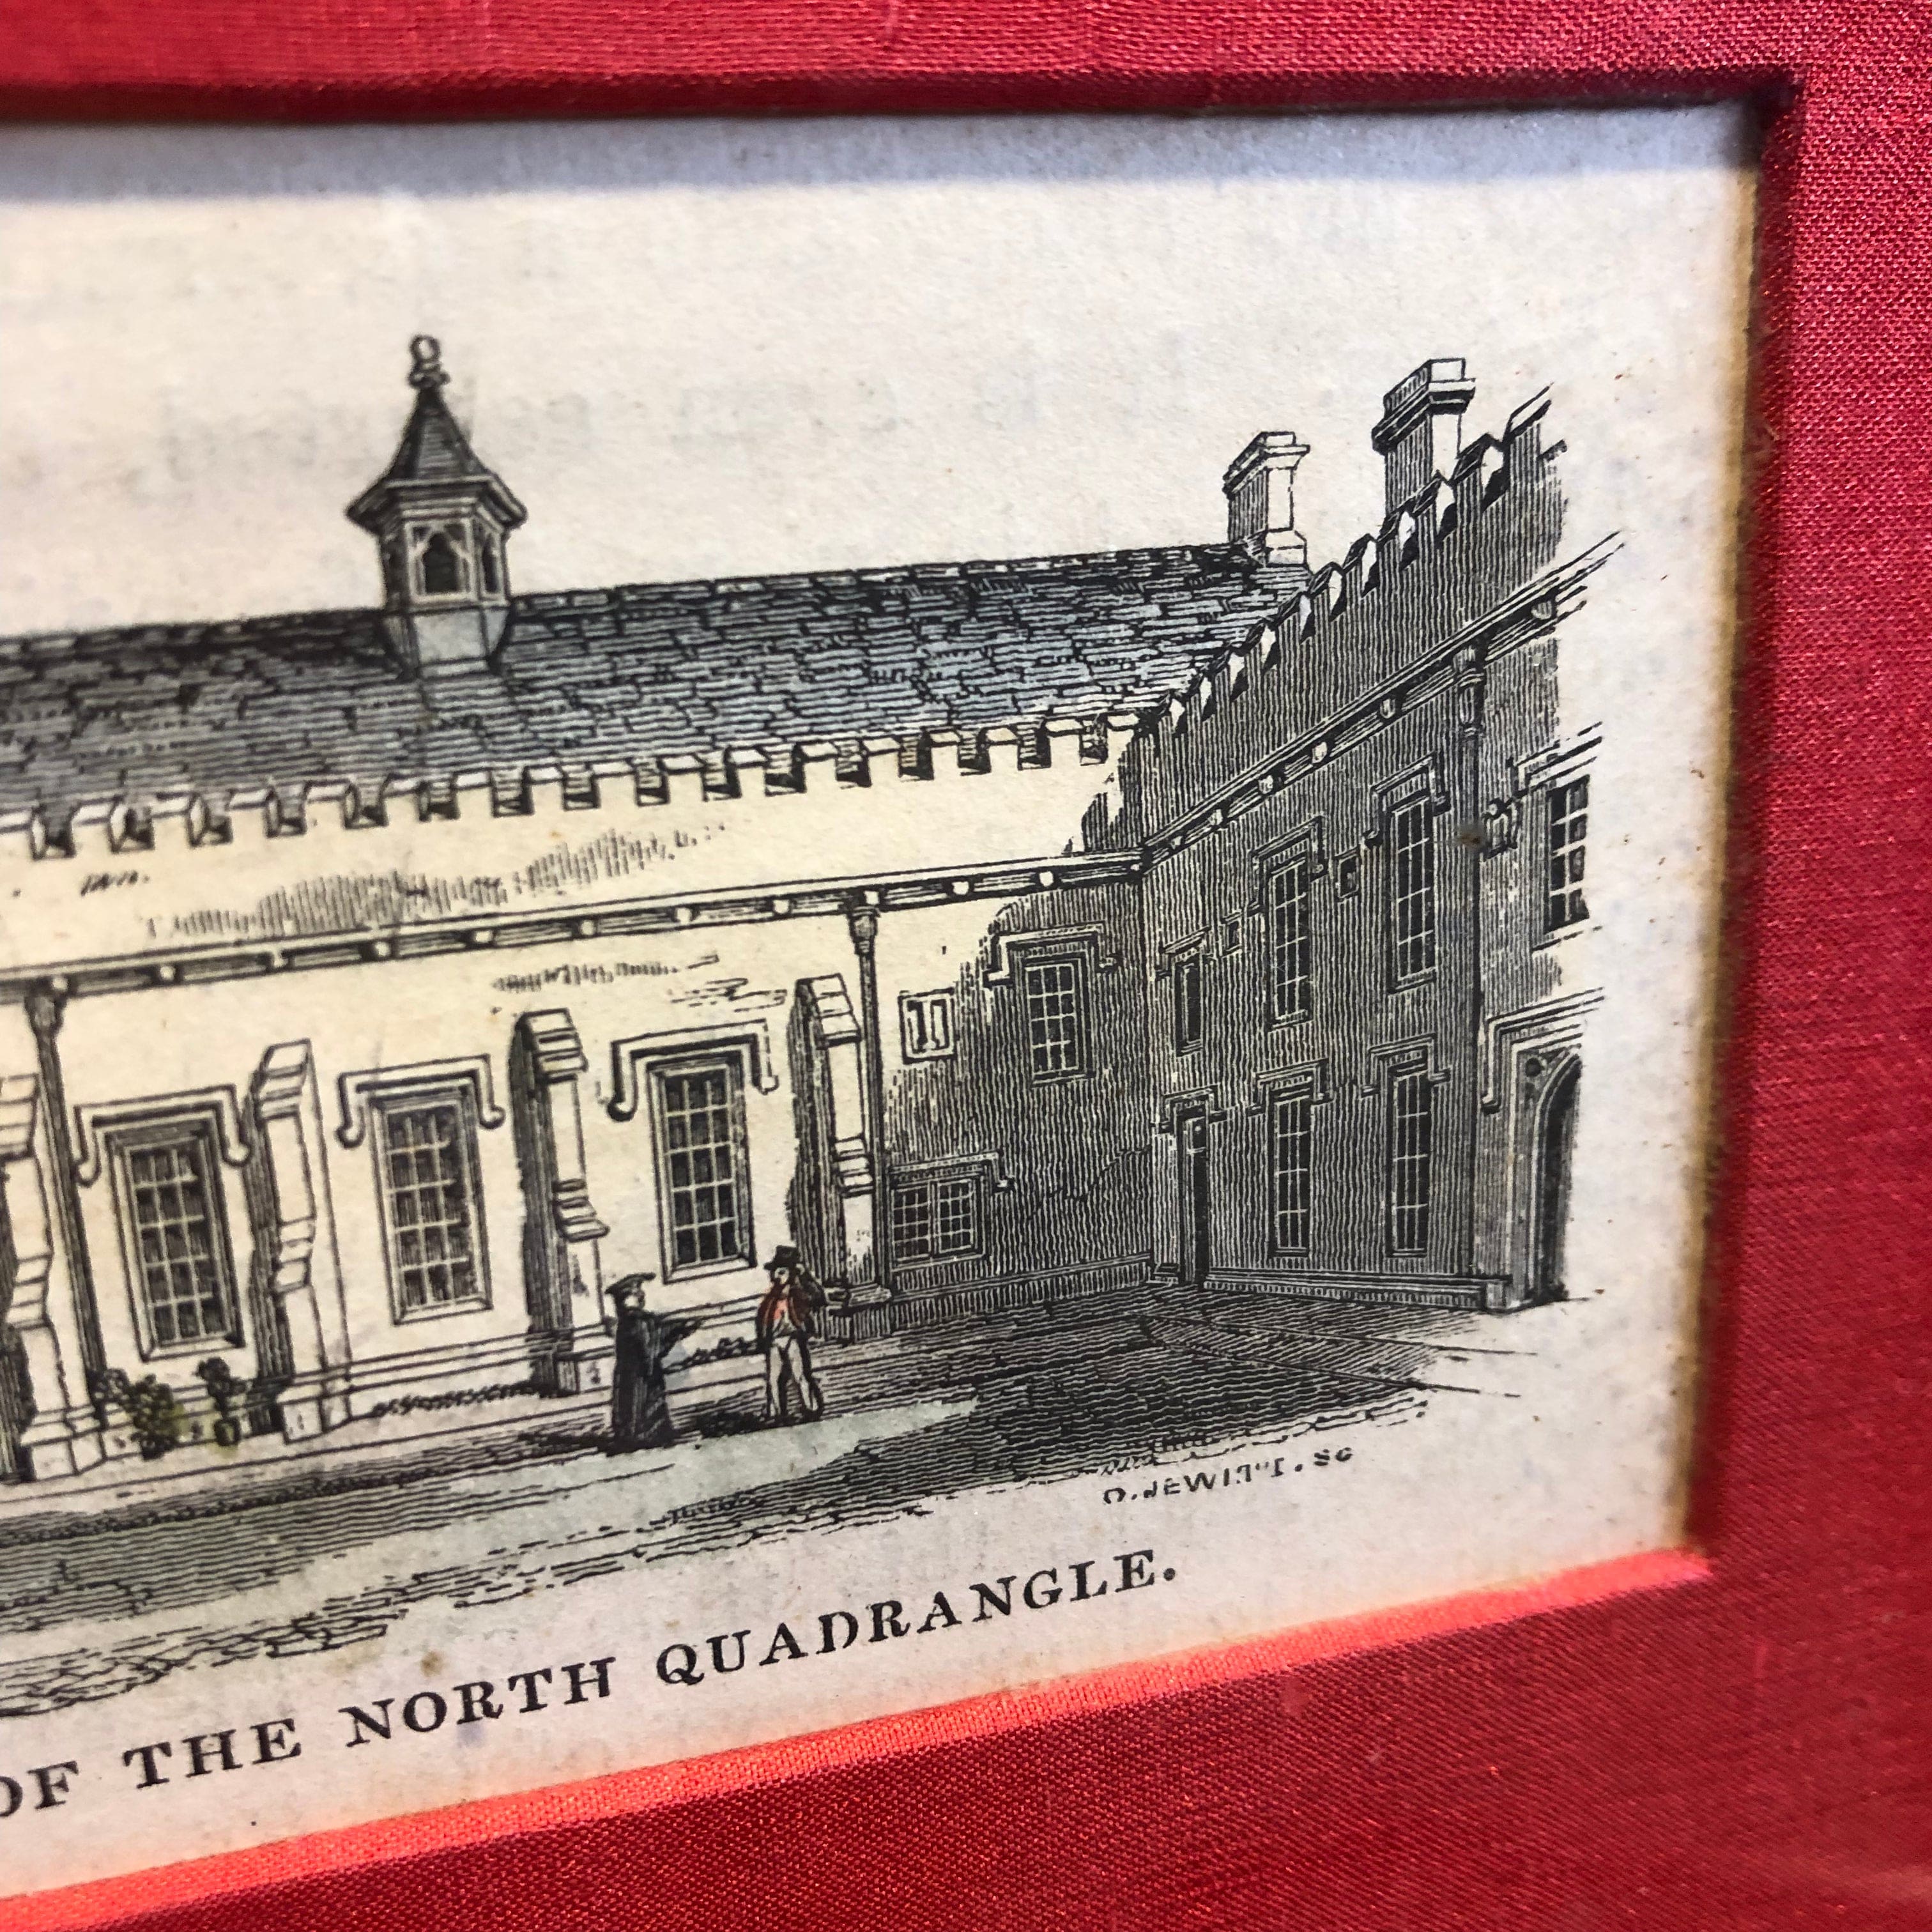 O.JEWITT.SC
OF THE NORTH QUADRANGLE.